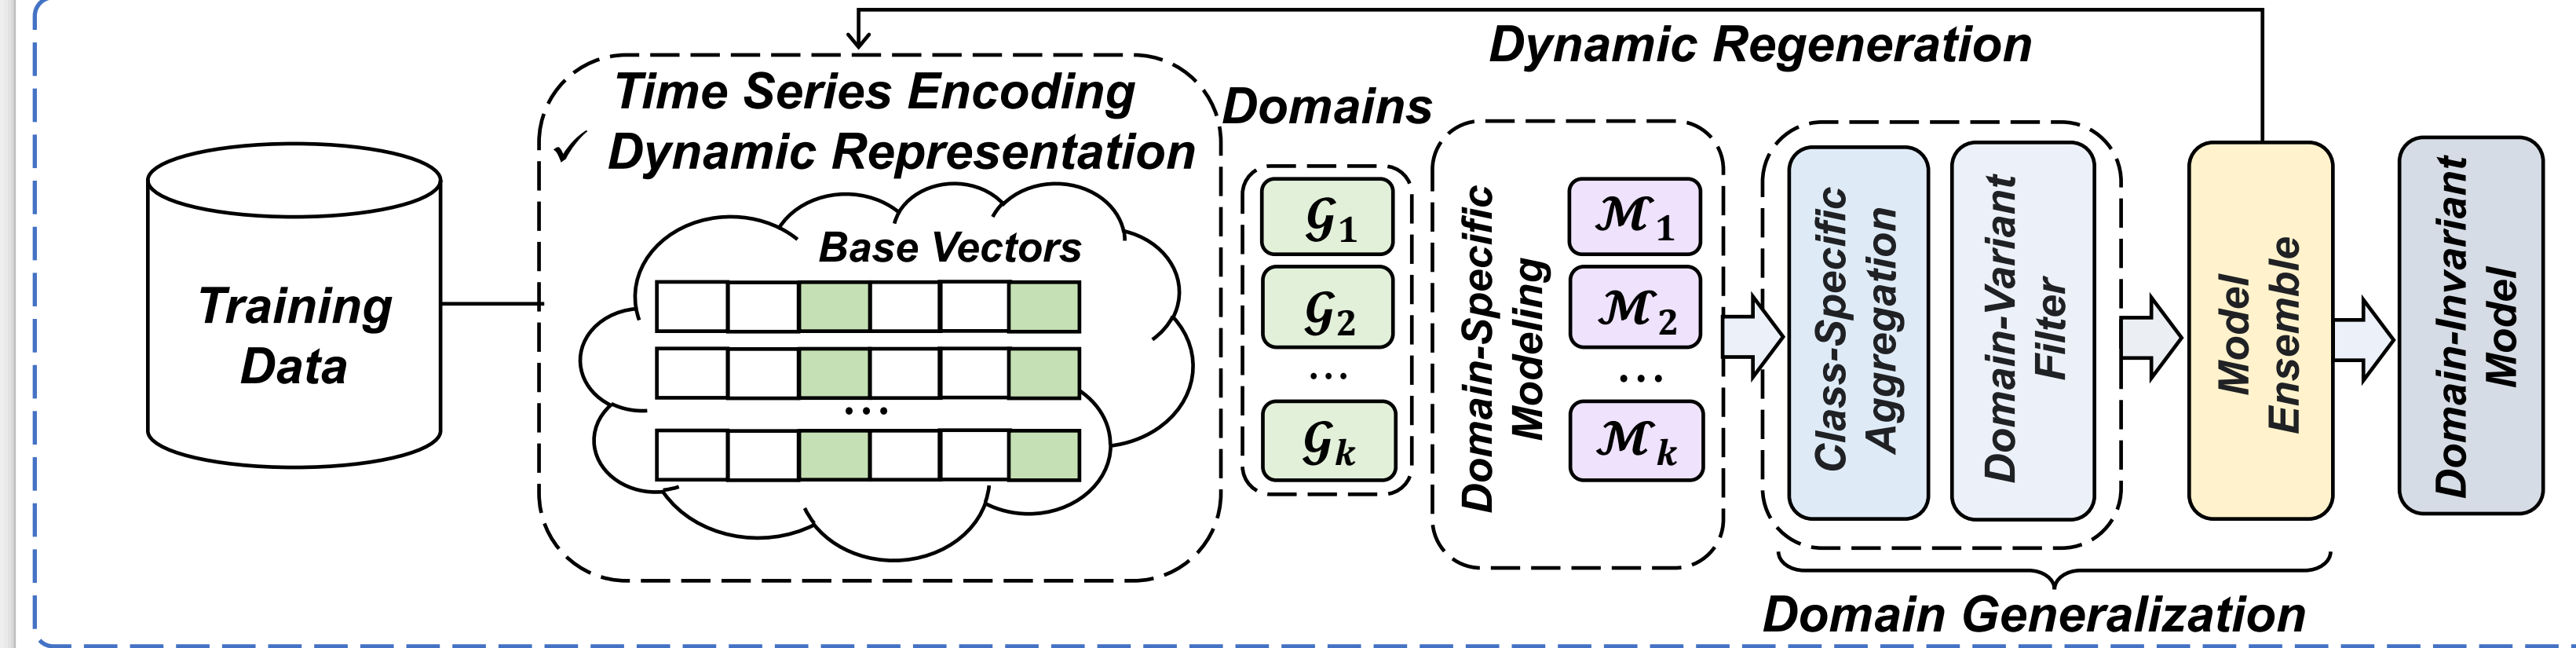 Dynamic Regeneration
Time Series Encoding
✓ Dynamic Representation
Base Vectors
...
Training
Data
Domains
𝒢1
𝒢2
...
𝒢k
Domain-Specific
Modeling
ℳ1
ℳ2
...
ℳk
Class-Specific
Aggregation
Domain-Variant
Filter
Model
Ensemble
Domain-Invariant
Model
Domain Generalization